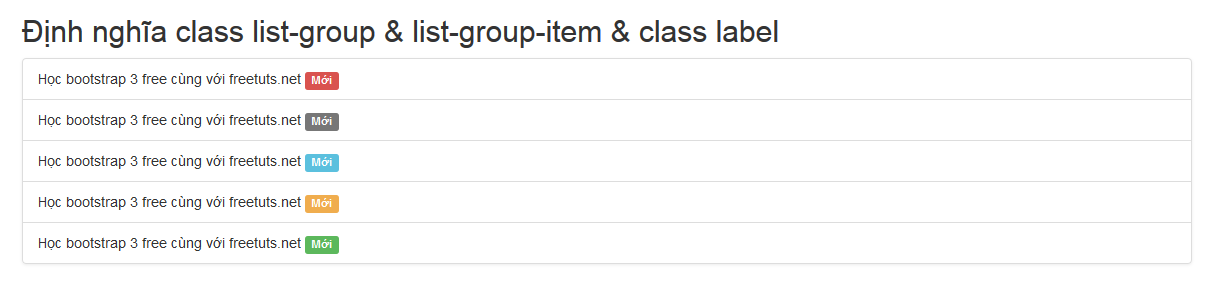 Định nghĩa class list-group & list-group-item & class label
Học bootstrap 3 free cùng với freetuts.net Mới
Học bootstrap 3 free cùng với freetuts.net Mới
Học bootstrap 3 free cùng với freetuts.net Mới
Học bootstrap 3 free cùng với freetuts.net Mới
Học bootstrap 3 free cùng với freetuts.net Mới